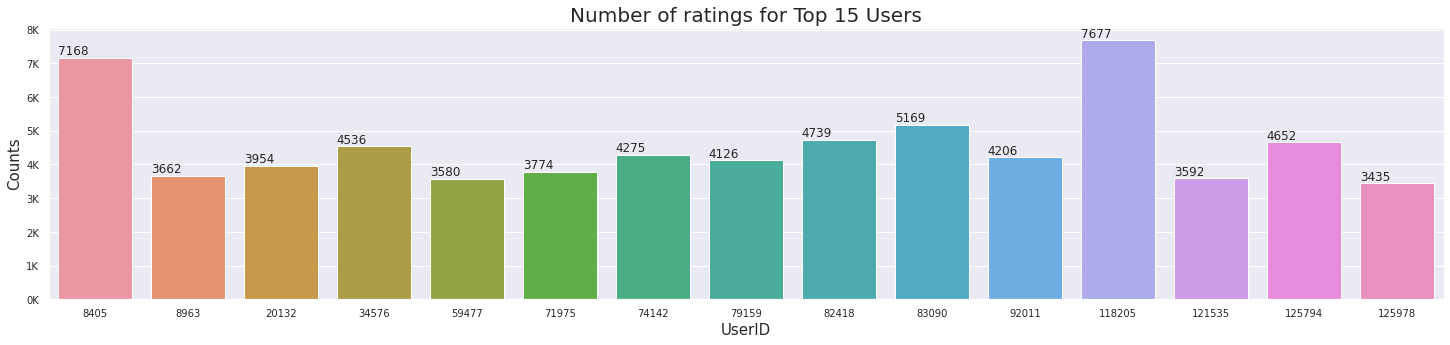 Number of ratings for Top 15 Users
8K
7K
6K
5K
4K
3K
2K
1K
0K
Counts
7168
3662
3954
4536
3580
3774
4275
4126
4739
5169
4206
7677
3592
4652
3435
8405 8963 20132 34576 59477 71975 74142 79159 82418 83090 92011 118205 121535 125794 125978
UserID